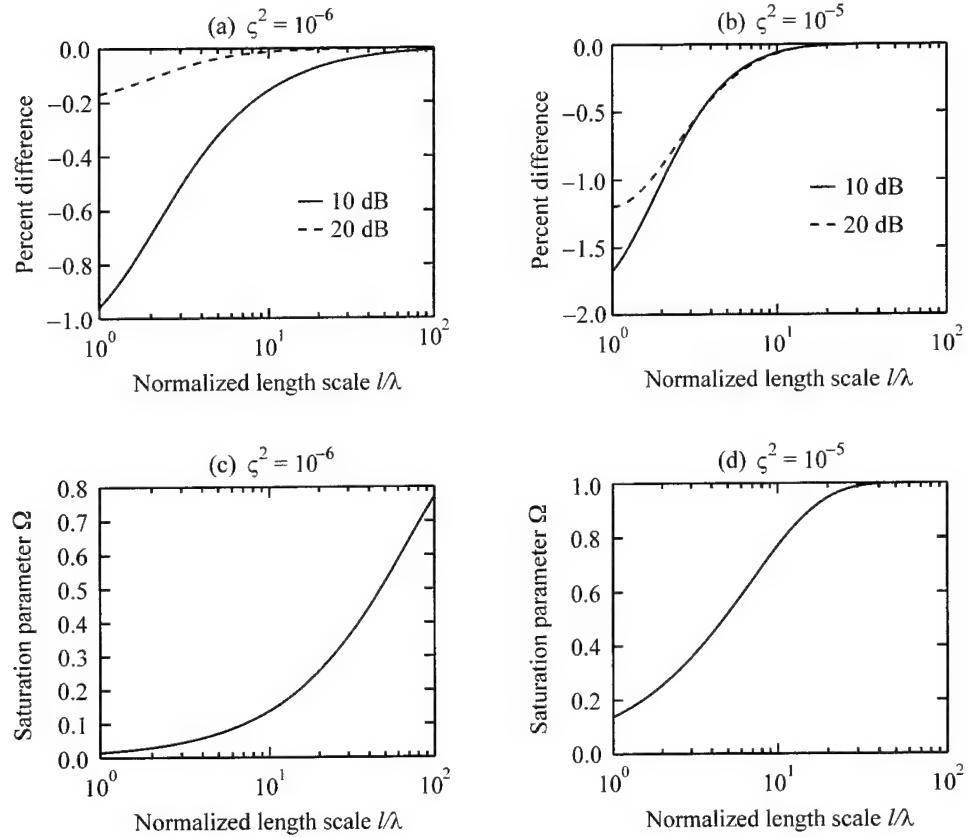 (a) ς² = 10⁻⁶
0.0
−0.2
−0.4
−0.6
−0.8
−1.0
Percent difference
10 dB
20 dB
10⁰
10¹
10²
Normalized length scale l/λ
(b) ς² = 10⁻⁵
0.0
−0.5
−1.0
−1.5
−2.0
Percent difference
10 dB
20 dB
10⁰
10¹
10²
Normalized length scale l/λ
(c) ς² = 10⁻⁶
0.8
0.7
0.6
0.5
0.4
0.3
0.2
0.1
0.0
Saturation parameter Ω
10⁰
10¹
10²
Normalized length scale l/λ
(d) ς² = 10⁻⁵
1.0
0.8
0.6
0.4
0.2
0.0
Saturation parameter Ω
10⁰
10¹
10²
Normalized length scale l/λ